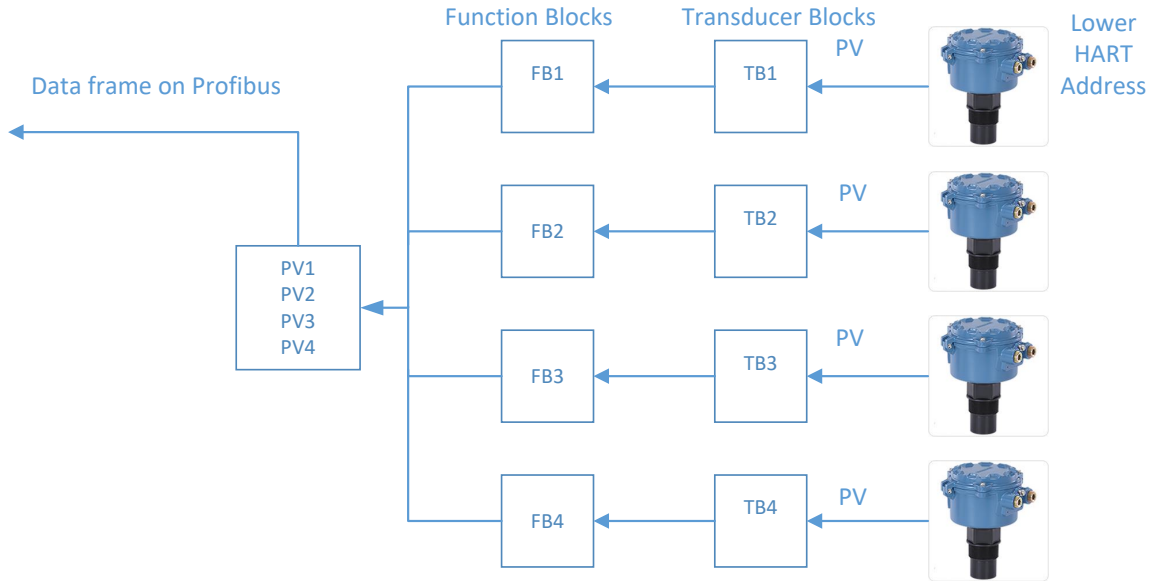 Function Blocks
Transducer Blocks
Lower
HART
Address
Data frame on Profibus
PV
FB1
TB1
PV
FB2
TB2
PV1
PV2
PV3
PV4
PV
FB3
TB3
PV
FB4
TB4